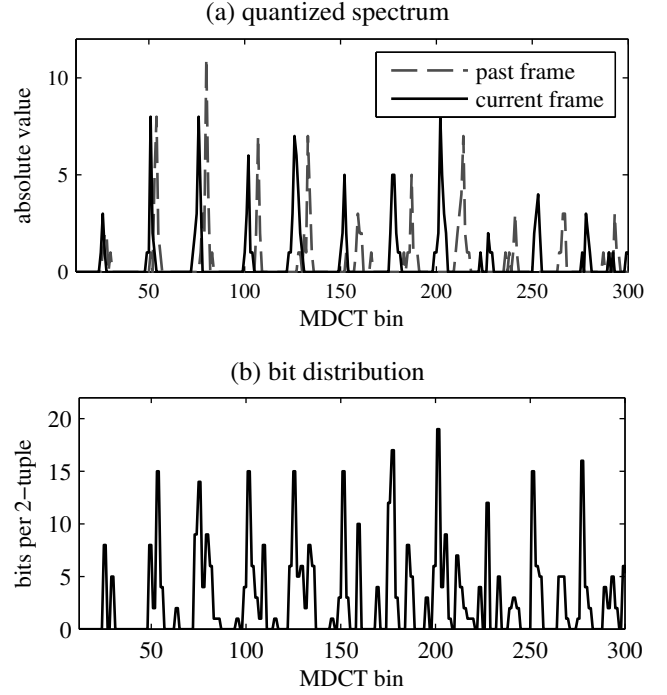 (a) quantized spectrum
10
5
0
absolute value
past frame
current frame
50 100 150 200 250 300
MDCT bin
(b) bit distribution
20
15
10
5
0
bits per 2−tuple
50 100 150 200 250 300
MDCT bin